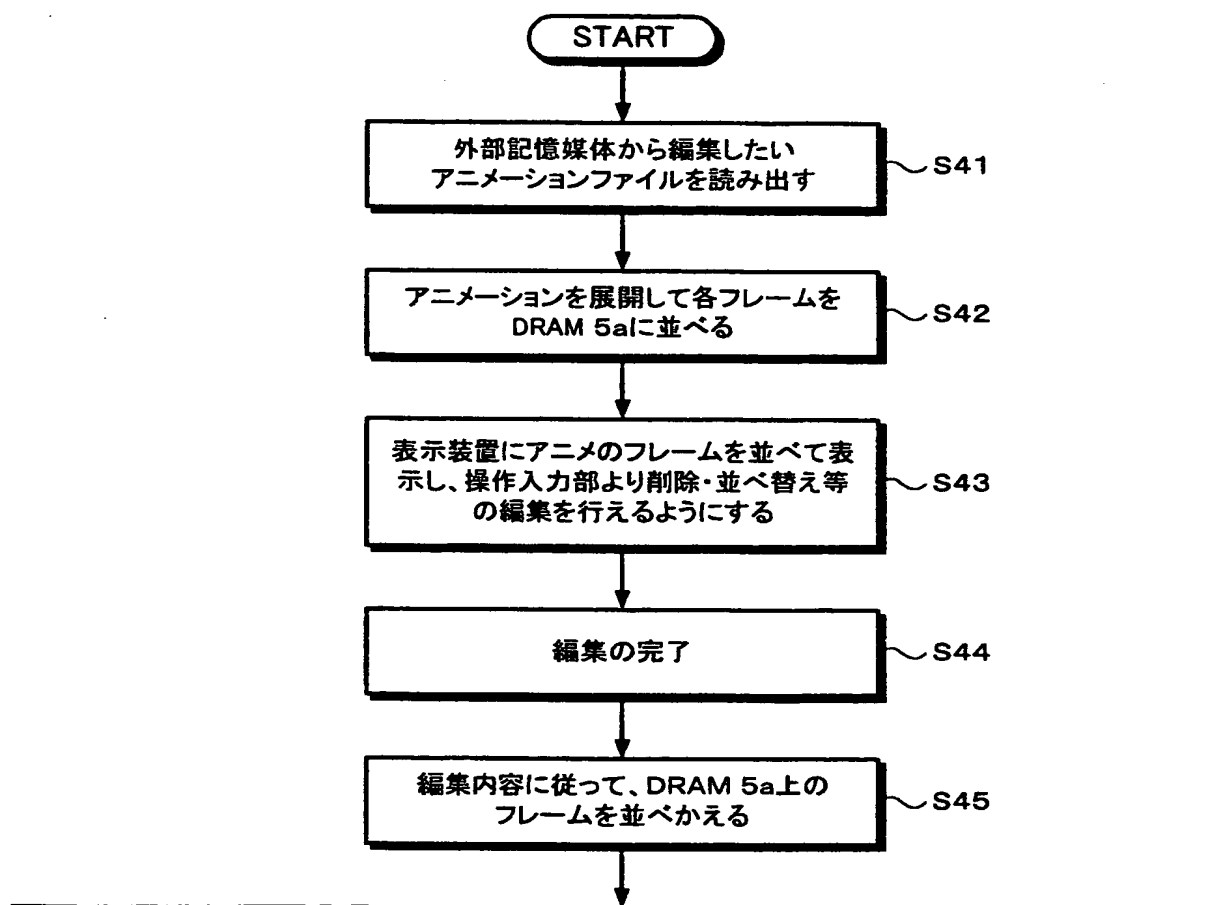 START
外部記憶媒体から編集したい
アニメーションファイルを読み出す
S41
アニメーションを展開して各フレームを
DRAM 5aに並べる
S42
表示装置にアニメのフレームを並べて表
示し、操作入力部より削除・並べ替え等
の編集を行えるようにする
S43
編集の完了
S44
編集内容に従って、DRAM 5a上の
フレームを並べかえる
S45